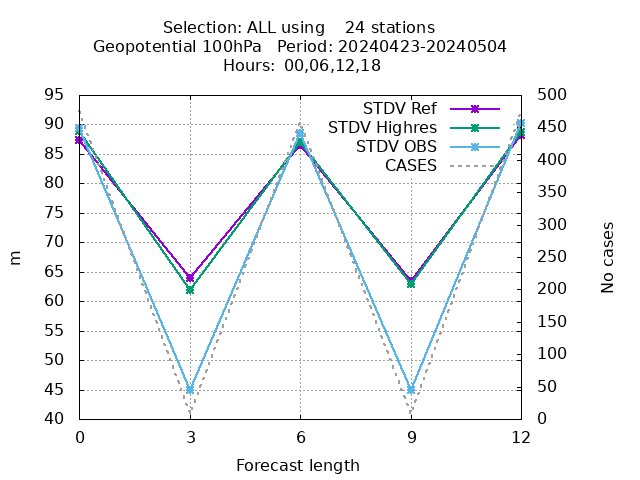 Selection: ALL using    24 stations
Geopotential 100hPa   Period: 20240423-20240504
Hours: 00,06,12,18
STDV Ref
STDV Highres
STDV OBS
CASES
95
90
85
80
75
70
65
60
55
50
45
40
m
500
450
400
350
300
250
200
150
100
50
0
No cases
0 3 6 9 12
Forecast length